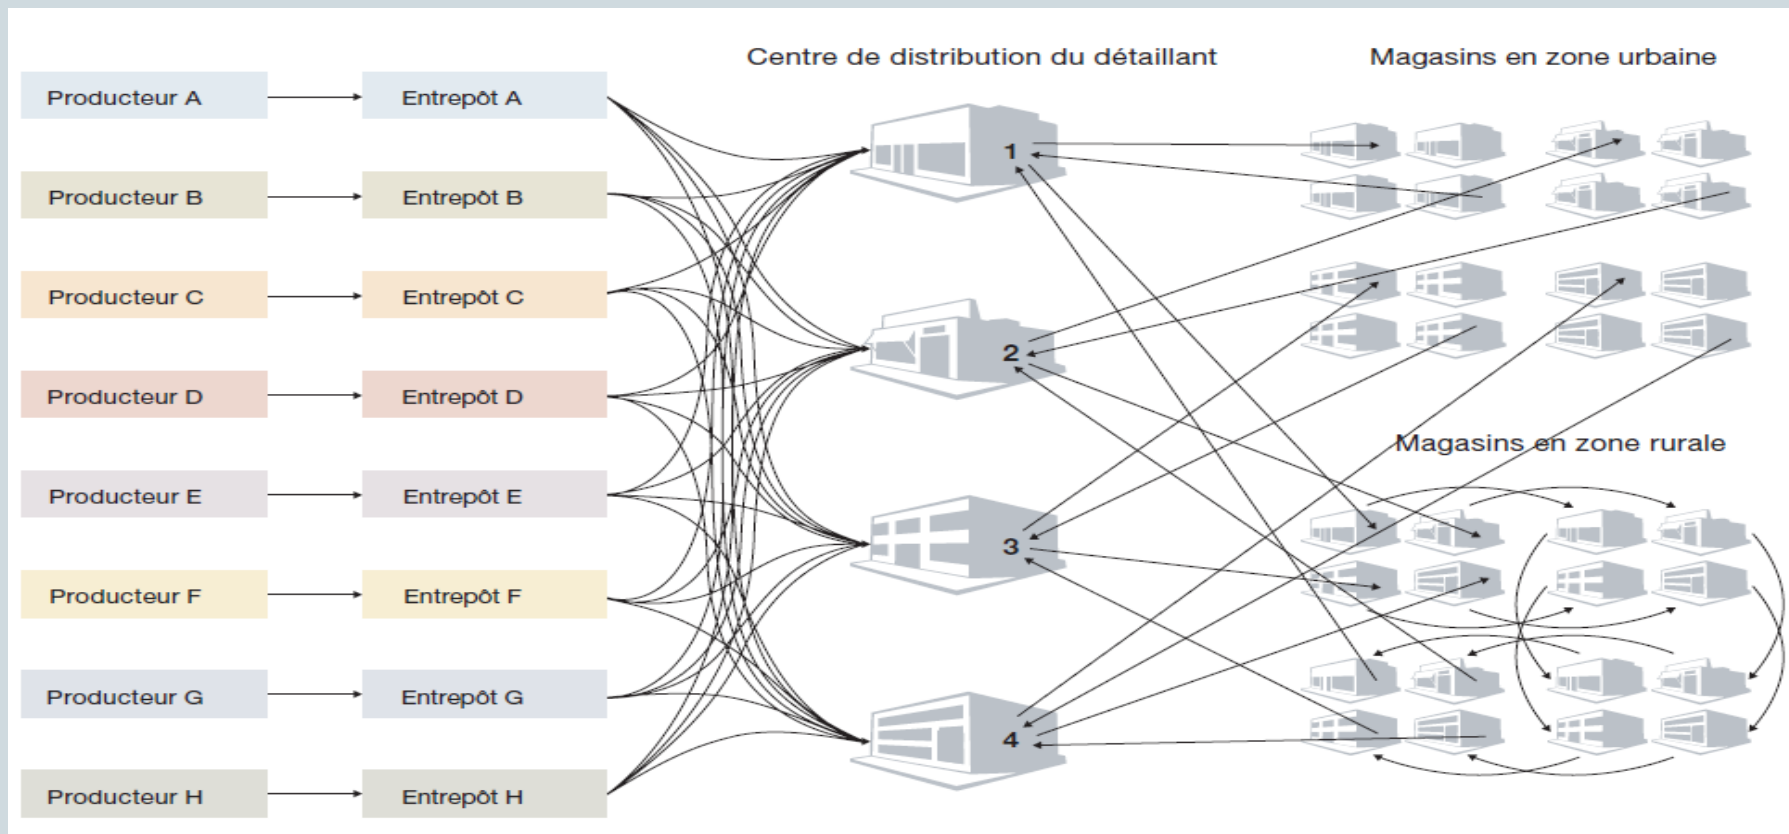 Centre de distribution du détaillant
Magasins en zone urbaine
Producteur A
Entrepôt A
1
Producteur B
Entrepôt B
Producteur C
Entrepôt C
2
Producteur D
Entrepôt D
Magasins en zone rurale
Producteur E
Entrepôt E
3
Producteur F
Entrepôt F
Producteur G
Entrepôt G
4
Producteur H
Entrepôt H